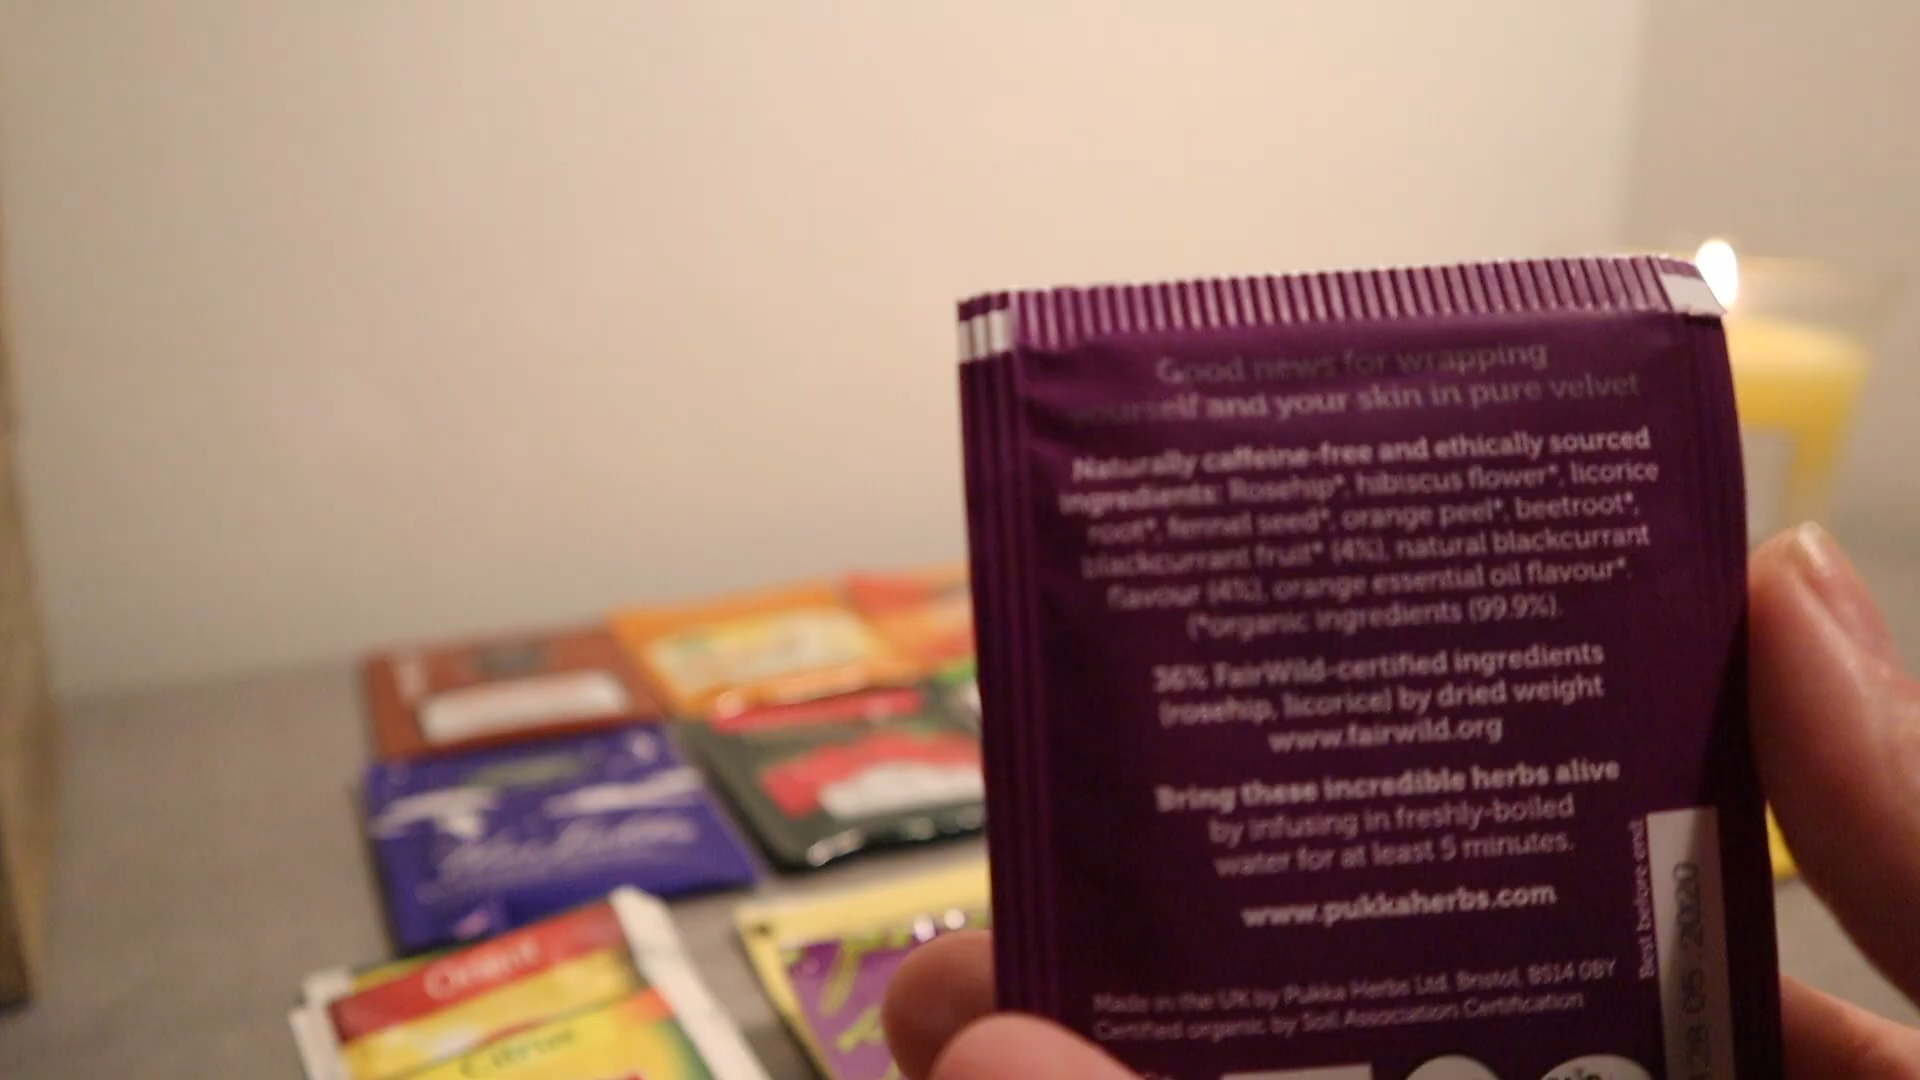 Good news for wrapping
yourself and your skin in pure velvet
Naturally caffeine-free and ethically sourced
ingredients: Rosehip*, hibiscus flower*, licorice
root*, fennel seed*, orange peel*, beetroot*,
blackcurrant fruit* (4%), natural blackcurrant
flavour (4%), orange essential oil flavour*.
(*organic ingredients (99.9%).
36% FairWild-certified ingredients
(rosehip, licorice) by dried weight
www.fairwild.org
Bring these incredible herbs alive
by infusing in freshly-boiled
water for at least 5 minutes.
www.pukkaherbs.com
Made in the UK by Pukka Herbs Ltd. Bristol, BS14 0BY
Certified organic by Soil Association Certification
Best before end:
28 05 2020
Citrus